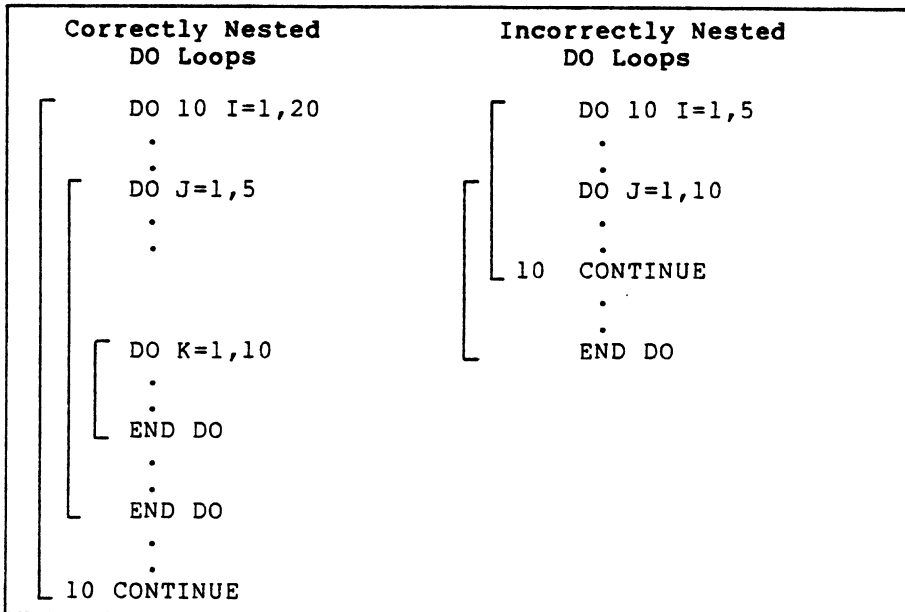 Correctly Nested
DO Loops
DO 10 I=1,20
.
.
DO J=1,5
.
.
DO K=1,10
.
.
END DO
.
.
END DO
.
.
10 CONTINUE
Incorrectly Nested
DO Loops
DO 10 I=1,5
.
.
DO J=1,10
.
.
10 CONTINUE
.
.
END DO